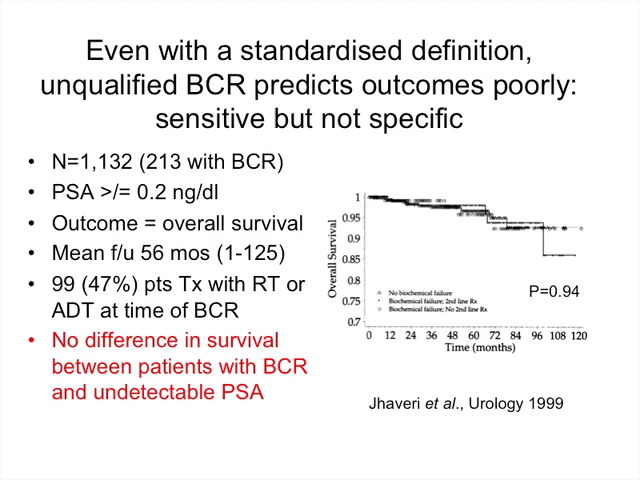 Even with a standardised definition,
unqualified BCR predicts outcomes poorly:
sensitive but not specific
• N=1,132 (213 with BCR)
• PSA >/= 0.2 ng/dl
• Outcome = overall survival
• Mean f/u 56 mos (1-125)
• 99 (47%) pts Tx with RT or
ADT at time of BCR
• No difference in survival
between patients with BCR
and undetectable PSA
Overall Survival
1
0.95
0.9
0.85
0.8
0.75
0.7
No biochemical failure
Biochemical failure; 2nd line Rx
Biochemical failure; No 2nd line Rx
P=0.94
0 12 24 36 48 60 72 84 96 108 120
Time (months)
Jhaveri et al., Urology 1999